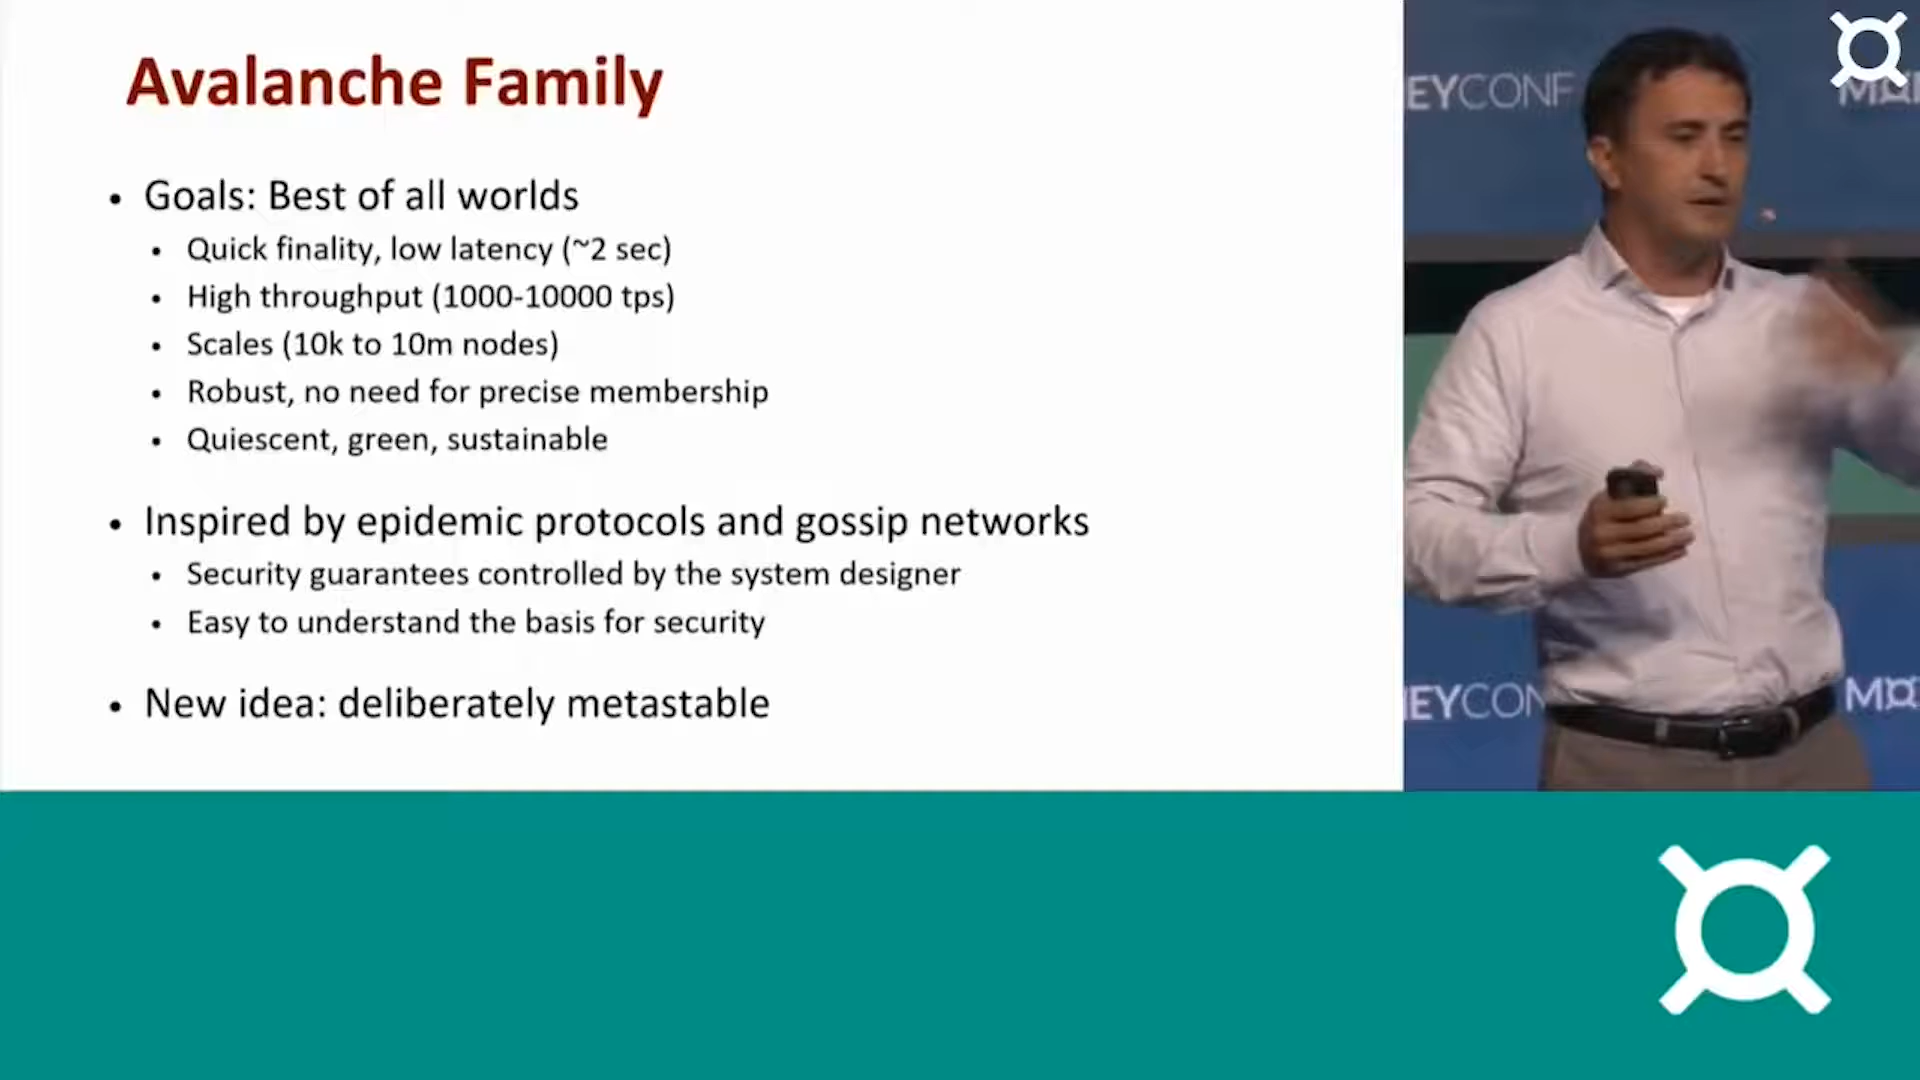 Avalanche Family
• Goals: Best of all worlds
• Quick finality, low latency (~2 sec)
• High throughput (1000-10000 tps)
• Scales (10k to 10m nodes)
• Robust, no need for precise membership
• Quiescent, green, sustainable
• Inspired by epidemic protocols and gossip networks
• Security guarantees controlled by the system designer
• Easy to understand the basis for security
• New idea: deliberately metastable
EYCONF
EYCON